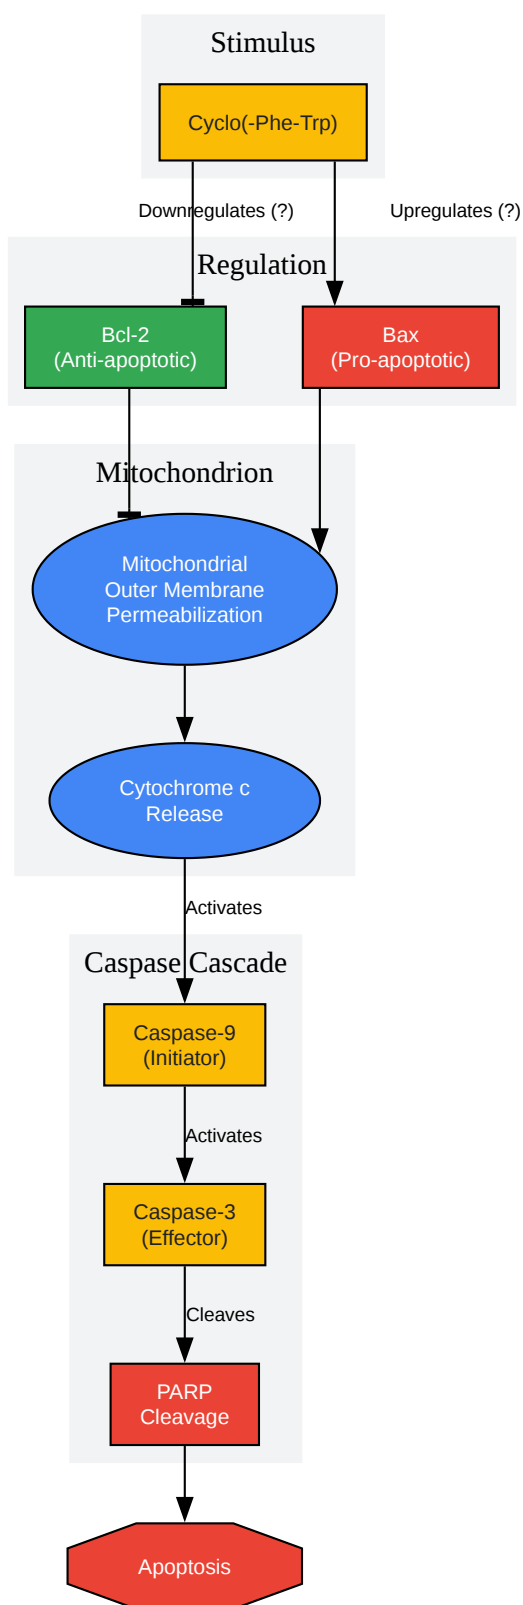 Stimulus
Cyclo(-Phe-Trp)
Downregulates (?)
Upregulates (?)
Regulation
Bcl-2
(Anti-apoptotic)
Bax
(Pro-apoptotic)
Mitochondrion
Mitochondrial
Outer Membrane
Permeabilization
Cytochrome c
Release
Activates
Caspase Cascade
Caspase-9
(Initiator)
Activates
Caspase-3
(Effector)
Cleaves
PARP
Cleavage
Apoptosis